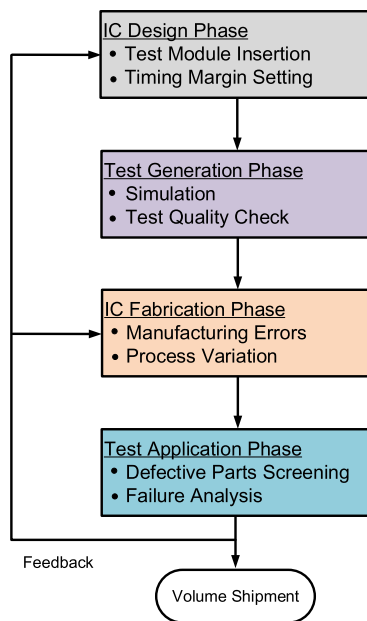 IC Design Phase
• Test Module Insertion
• Timing Margin Setting
Test Generation Phase
• Simulation
• Test Quality Check
IC Fabrication Phase
• Manufacturing Errors
• Process Variation
Test Application Phase
• Defective Parts Screening
• Failure Analysis
Feedback
Volume Shipment